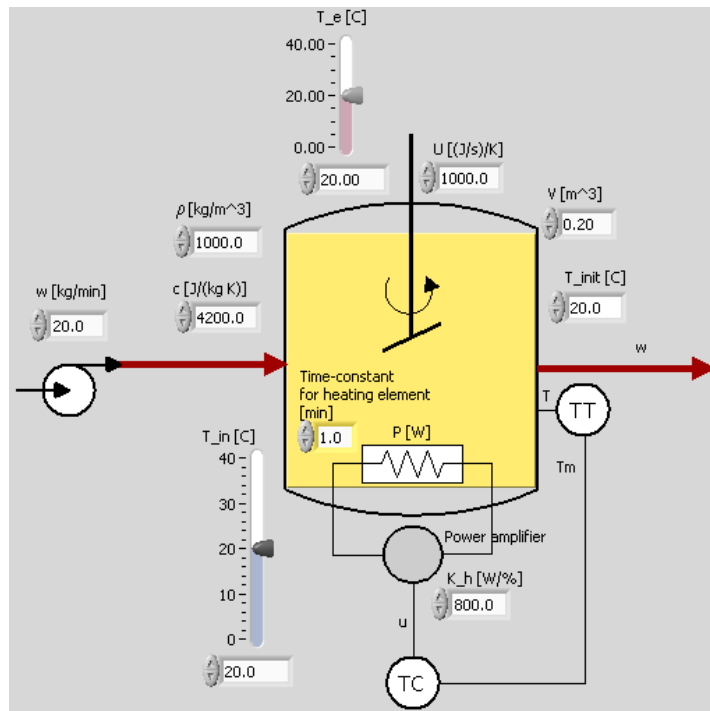 T_e [C]
40.00
20.00
0.00
20.00
U [(J/s)/K]
1000.0
V [m^3]
0.20
ρ [kg/m^3]
1000.0
T_init [C]
20.0
w [kg/min]
20.0
c [J/(kg K)]
4200.0
w
Time-constant
for heating element
[min]
1.0
P [W]
T
TT
Tm
T_in [C]
40
30
20
10
0
20.0
Power amplifier
K_h [W/%]
800.0
u
TC